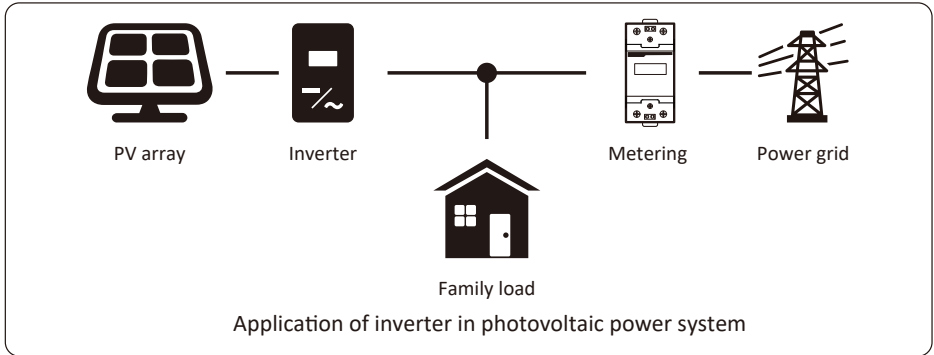 PV array
Inverter
Metering
Power grid
Family load
Application of inverter in photovoltaic power system